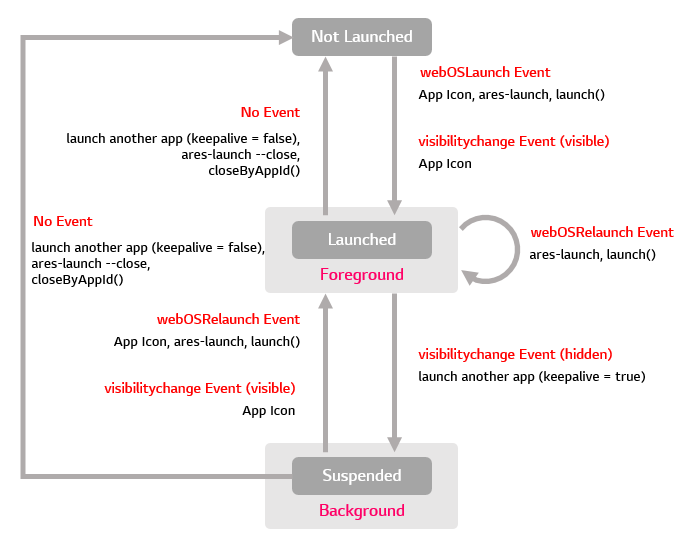 Not Launched
webOSLaunch Event
App Icon, ares-launch, launch()
No Event
launch another app (keepalive = false),
ares-launch --close,
closeByAppId()
visibilitychange Event (visible)
App Icon
No Event
launch another app (keepalive = false),
ares-launch --close,
closeByAppId()
Launched
Foreground
webOSRelaunch Event
ares-launch, launch()
webOSRelaunch Event
App Icon, ares-launch, launch()
visibilitychange Event (visible)
App Icon
visibilitychange Event (hidden)
launch another app (keepalive = true)
Suspended
Background